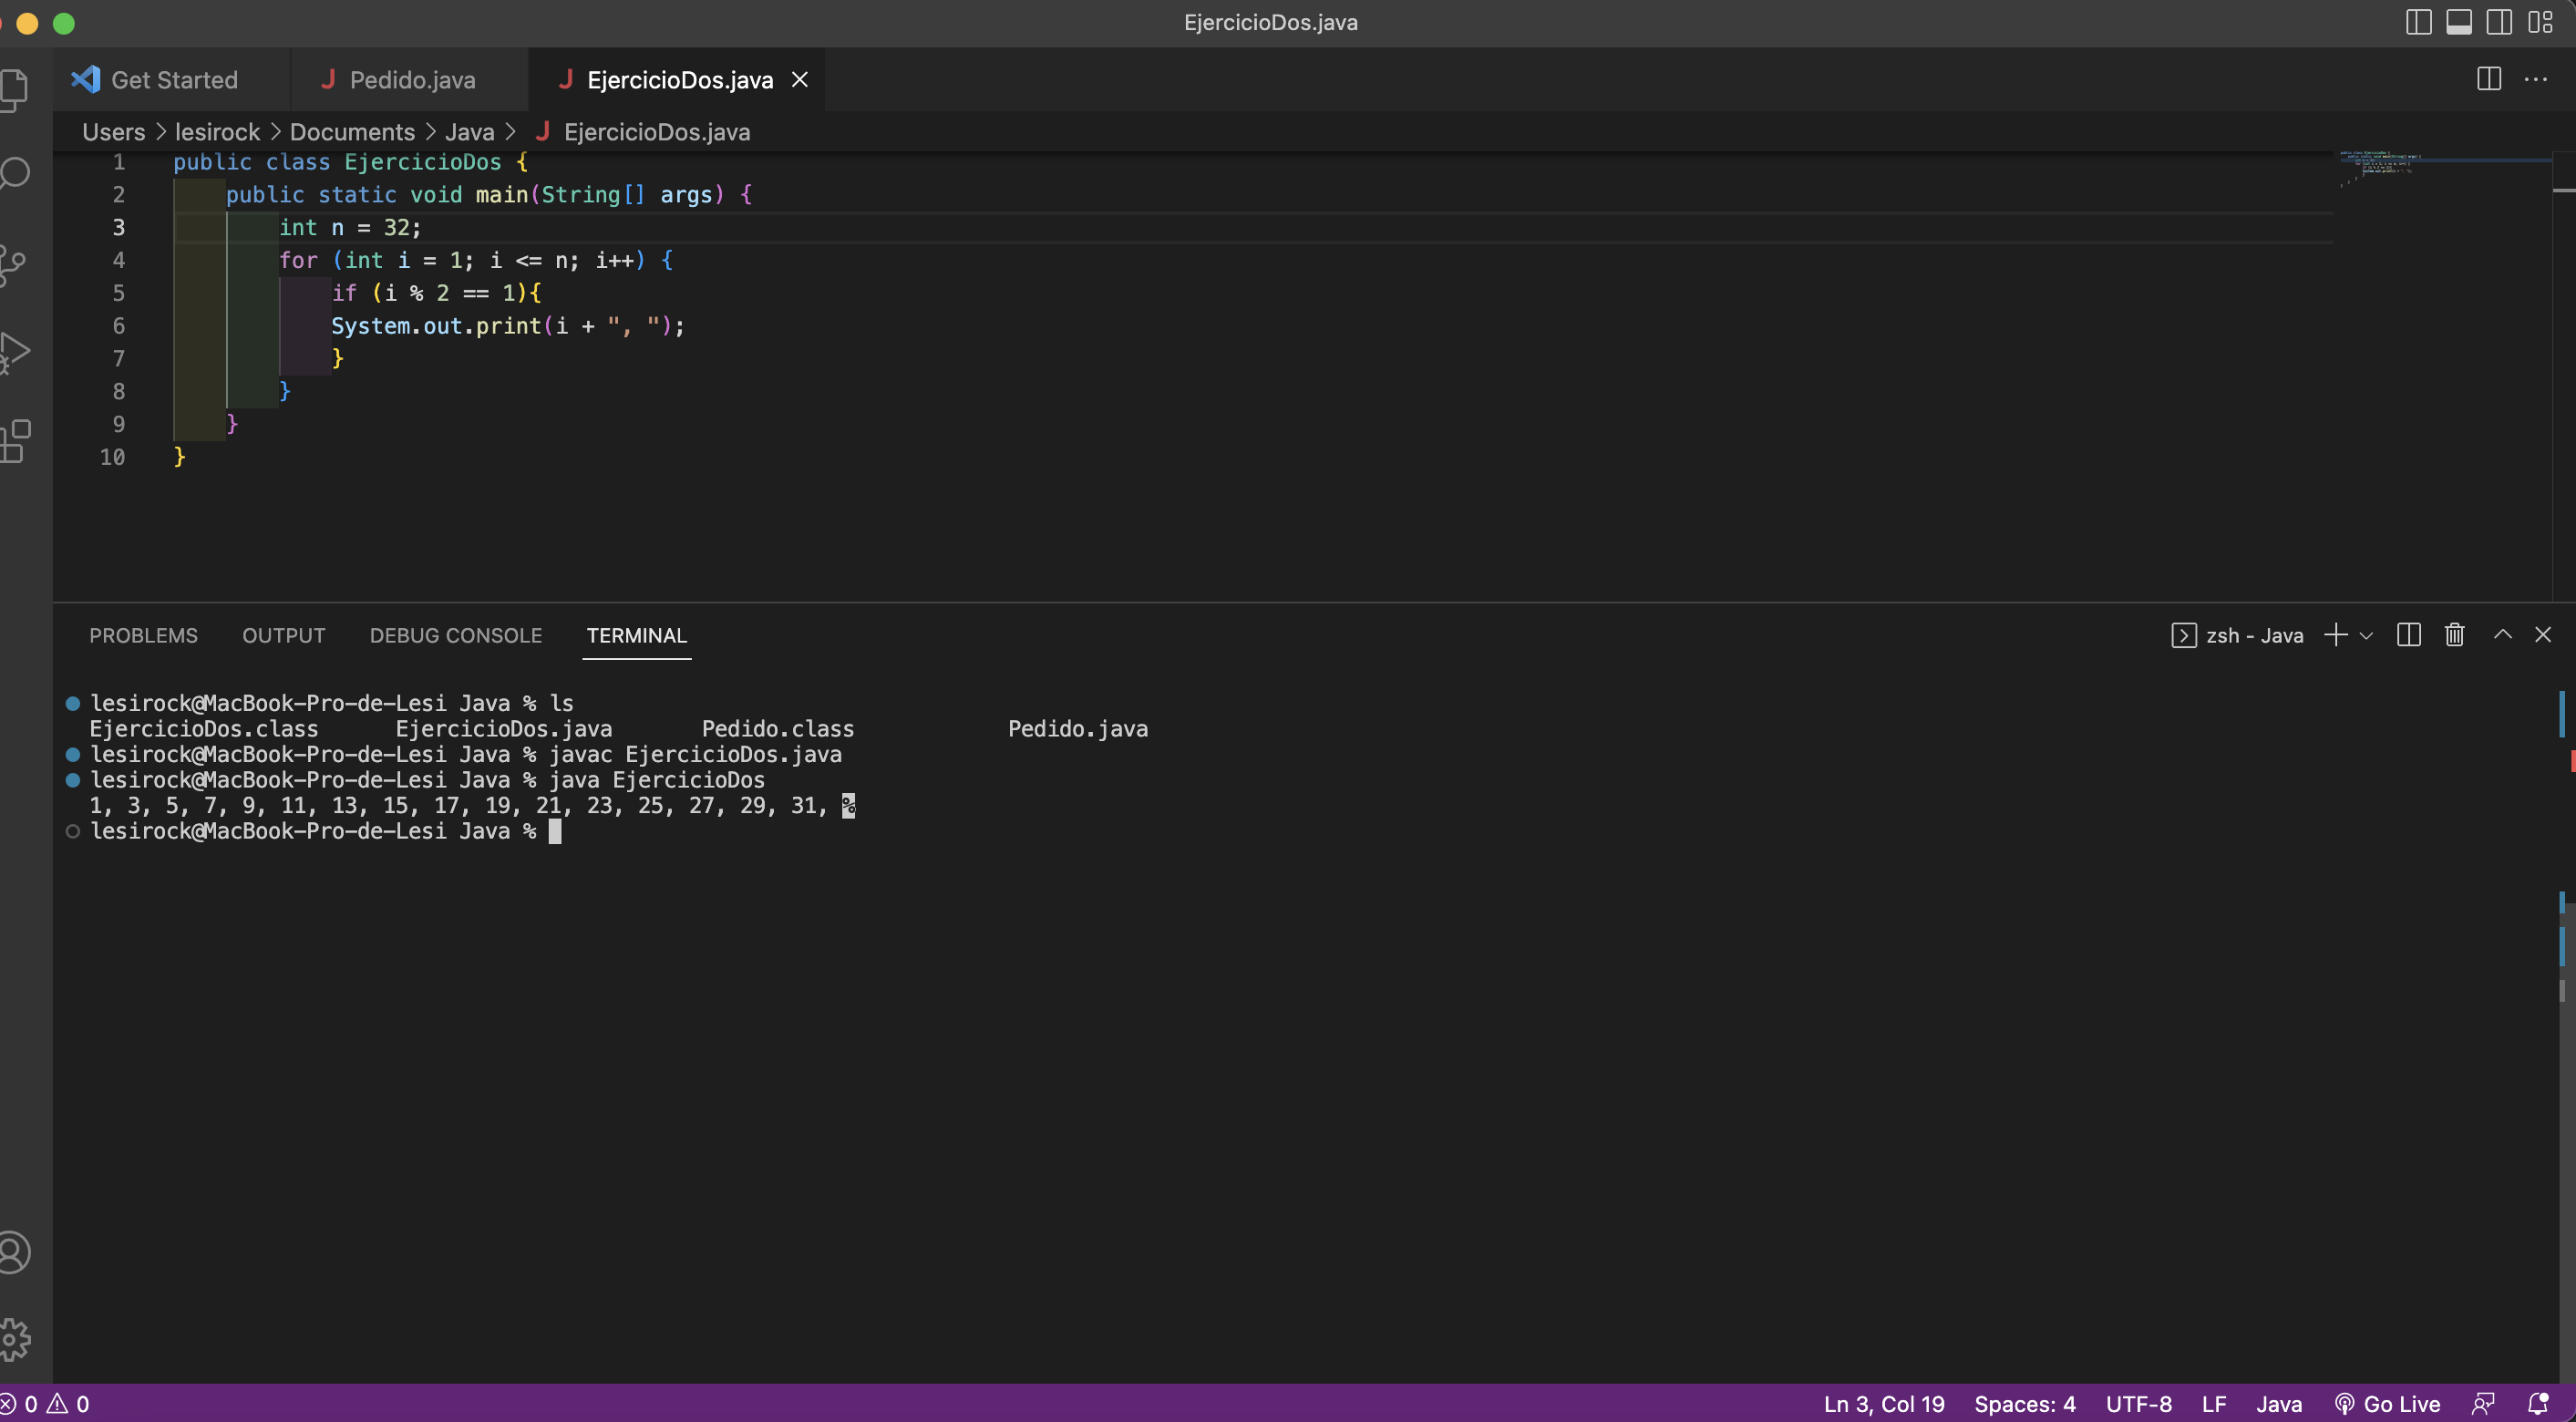 EjercicioDos.java
Get Started Pedido.java EjercicioDos.java
Users > lesirock > Documents > Java > EjercicioDos.java
1 public class EjercicioDos {
2 public static void main(String[] args) {
3 int n = 32;
4 for (int i = 1; i <= n; i++) {
5 if (i % 2 == 1){
6 System.out.print(i + ", ");
7 }
8 }
9 }
10 }
PROBLEMS OUTPUT DEBUG CONSOLE TERMINAL zsh - Java
lesirock@MacBook-Pro-de-Lesi Java % ls
EjercicioDos.class EjercicioDos.java Pedido.class Pedido.java
lesirock@MacBook-Pro-de-Lesi Java % javac EjercicioDos.java
lesirock@MacBook-Pro-de-Lesi Java % java EjercicioDos
1, 3, 5, 7, 9, 11, 13, 15, 17, 19, 21, 23, 25, 27, 29, 31, %
lesirock@MacBook-Pro-de-Lesi Java %
0 0 Ln 3, Col 19 Spaces: 4 UTF-8 LF Java Go Live